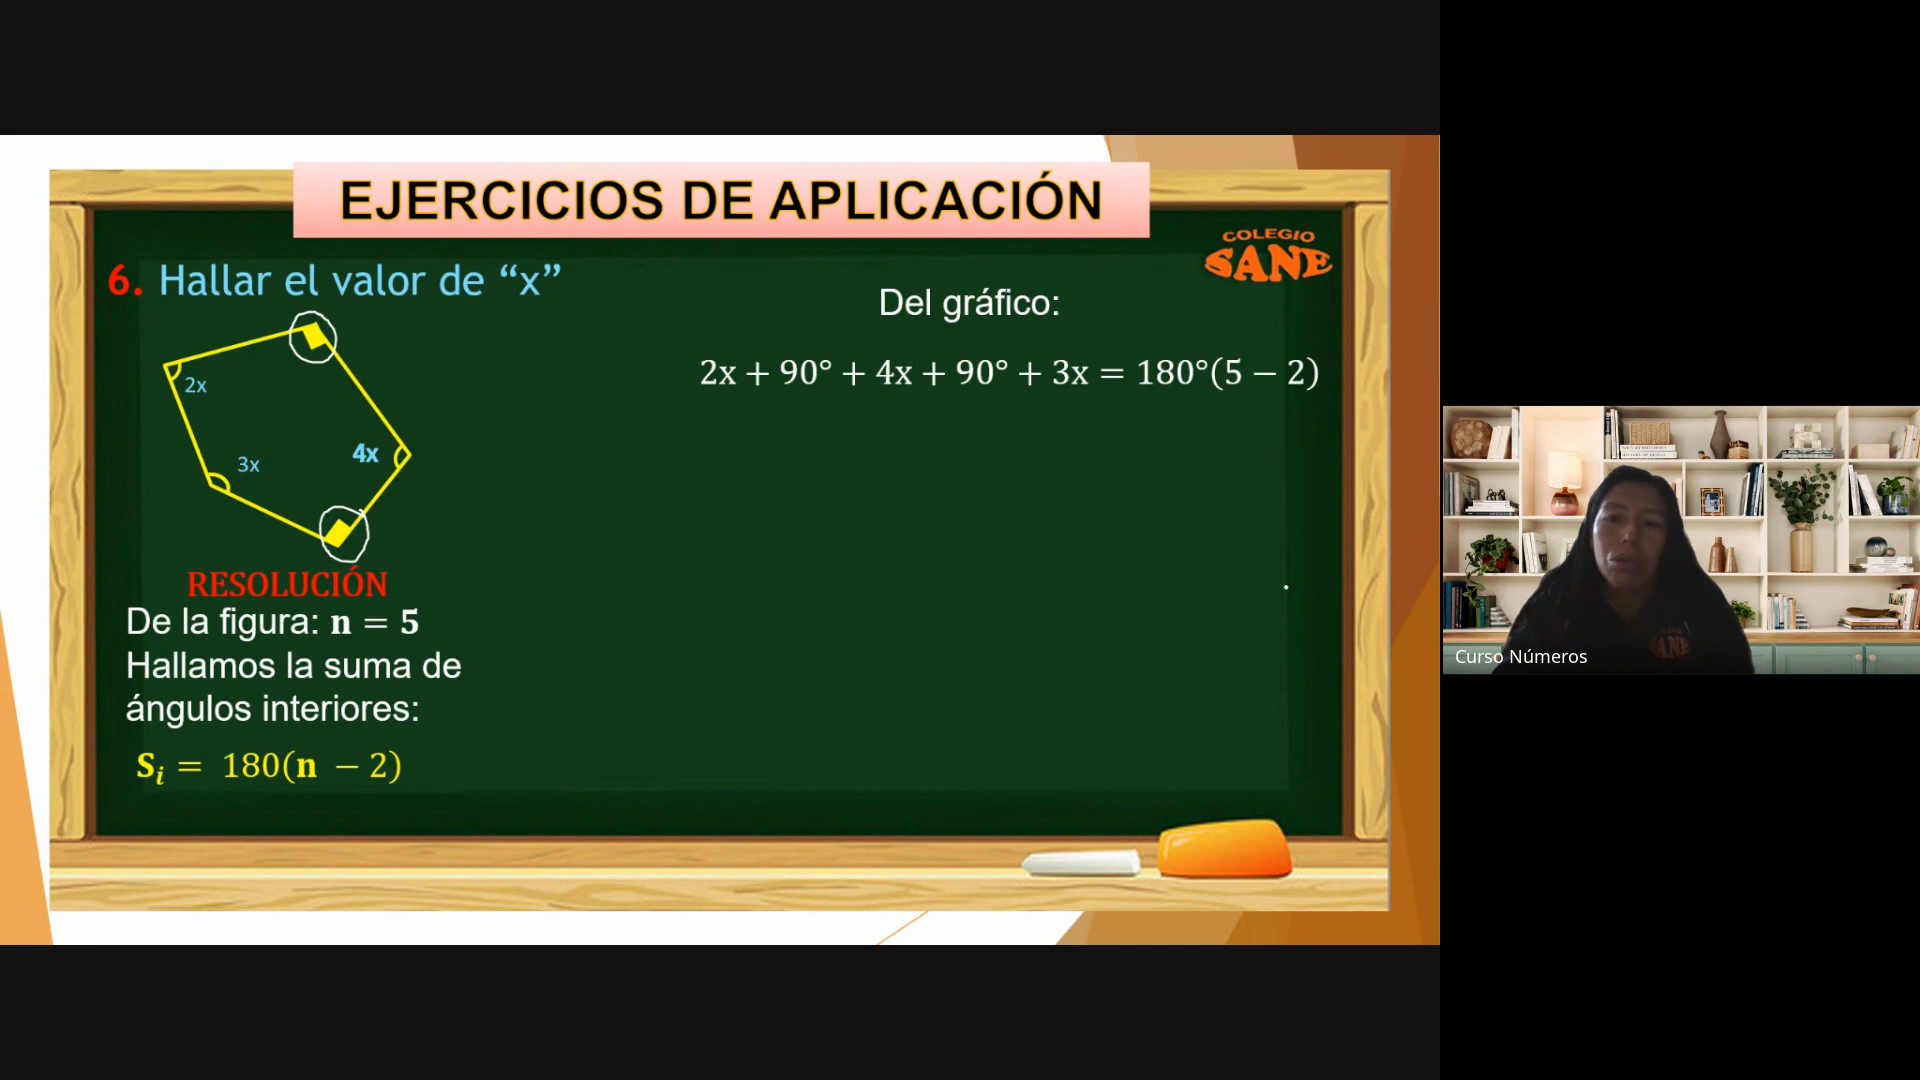 EJERCICIOS DE APLICACIÓN
COLEGIO
SANE
6. Hallar el valor de “x”
2x
3x
4x
RESOLUCIÓN
De la figura: n = 5
Hallamos la suma de
ángulos interiores:
Sᵢ = 180(n − 2)
Del gráfico:
2x + 90° + 4x + 90° + 3x = 180°(5 − 2)
Curso Números